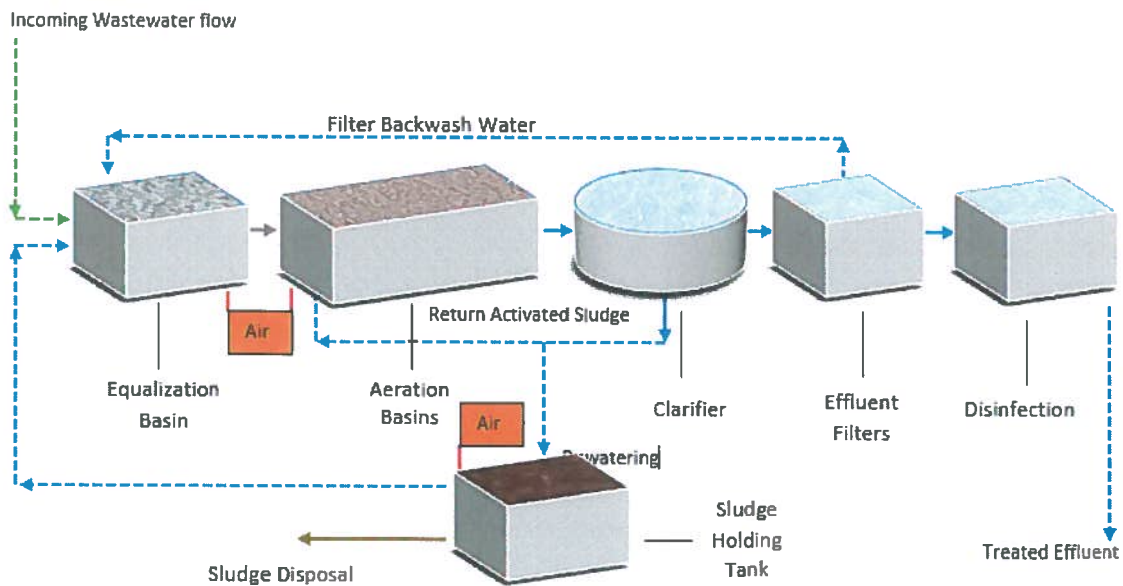 Incoming Wastewater flow
Filter Backwash Water
Air
Return Activated Sludge
Equalization
Basin
Aeration
Basins
Clarifier
Effluent
Filters
Disinfection
Air
Sludge
Holding
Tank
Sludge Disposal
Treated Effluent